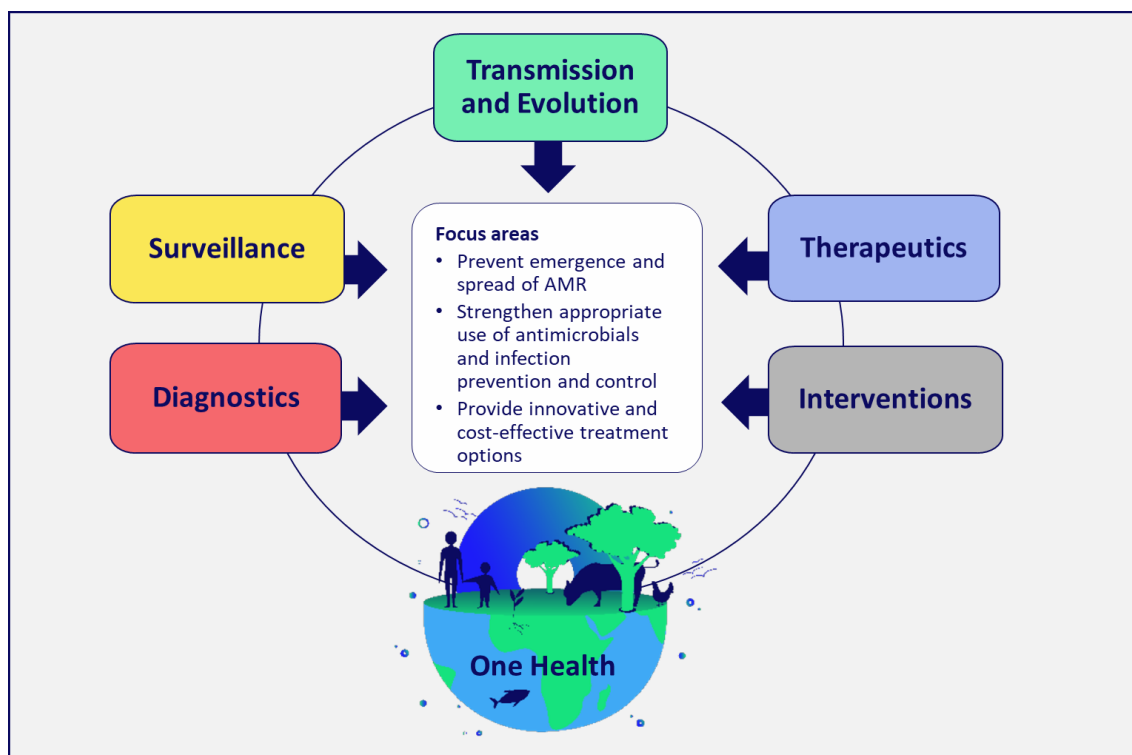 Transmission
and Evolution
Surveillance
Therapeutics
Focus areas
• Prevent emergence and
spread of AMR
• Strengthen appropriate
use of antimicrobials
and infection
prevention and control
• Provide innovative and
cost-effective treatment
options
Diagnostics
Interventions
One Health